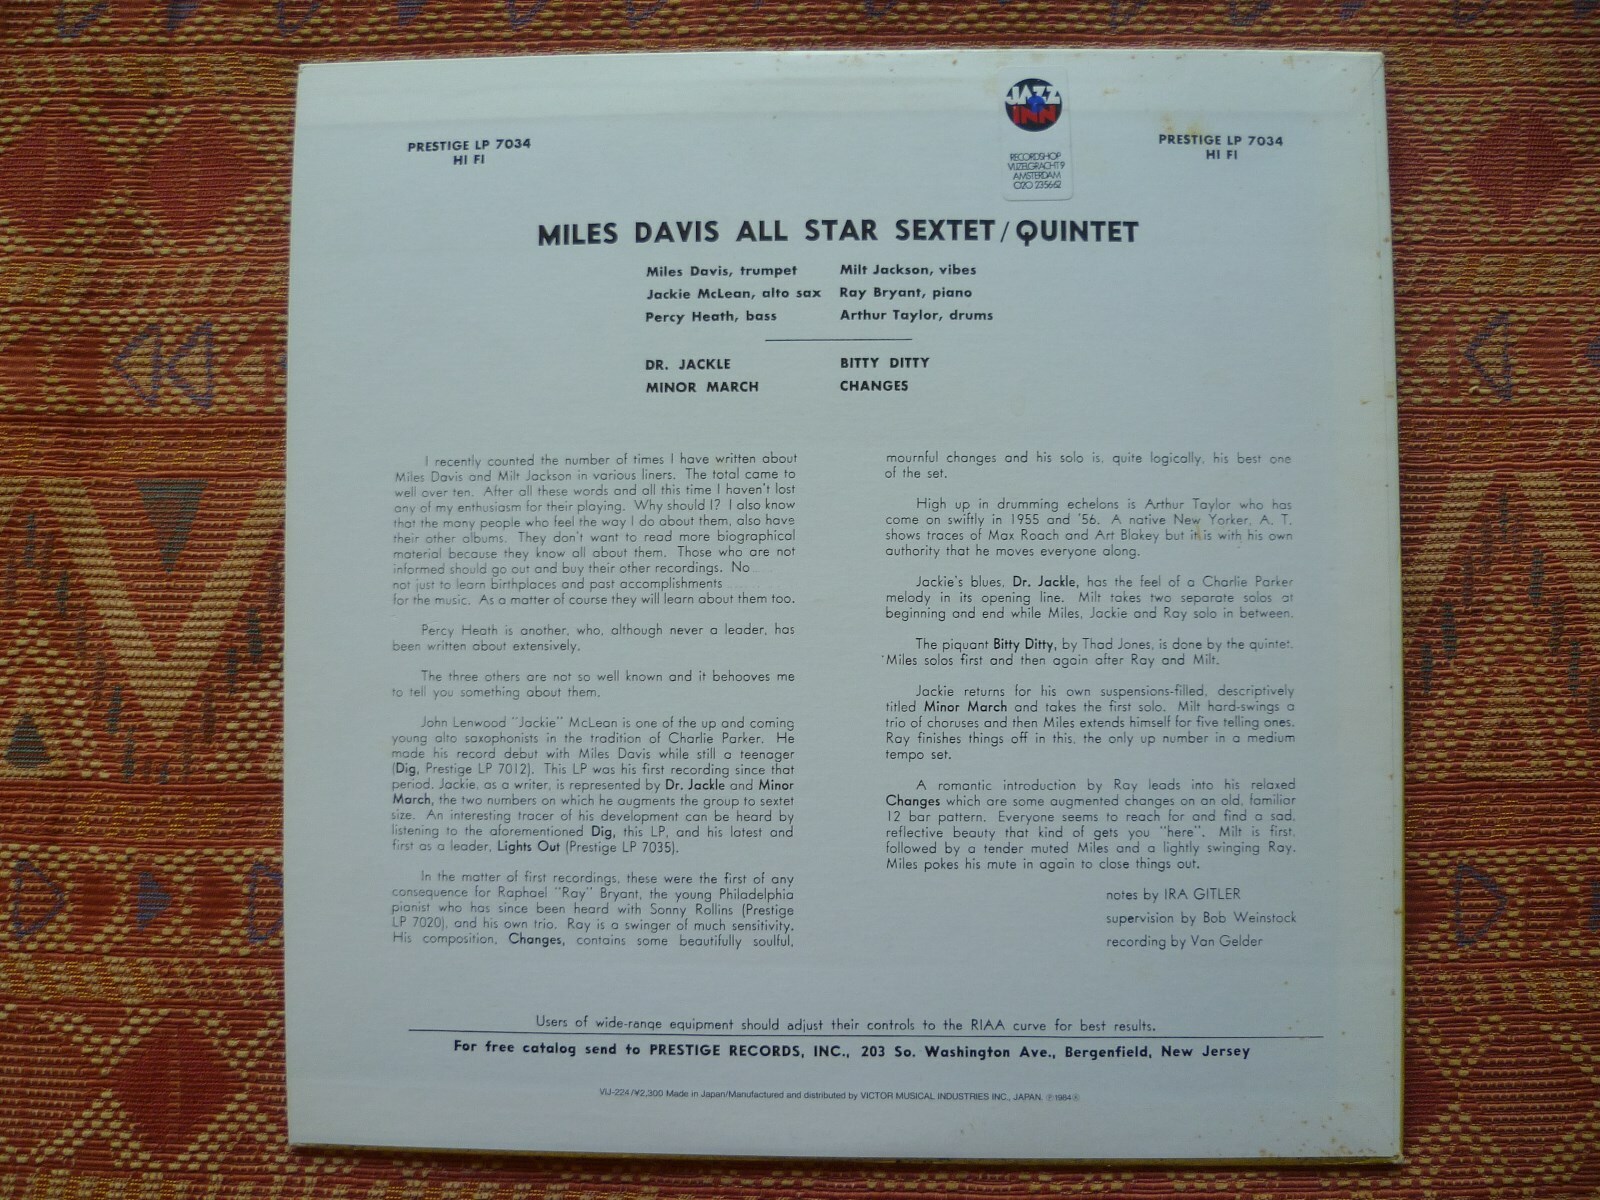 PRESTIGE LP 7034
HI FI
JAZZ
INN
RECORDSHOP
VIJZELGRACHT 9
AMSTERDAM
020 235662
PRESTIGE LP 7034
HI FI
MILES DAVIS ALL STAR SEXTET / QUINTET
Miles Davis, trumpet
Milt Jackson, vibes
Jackie McLean, alto sax
Ray Bryant, piano
Percy Heath, bass
Arthur Taylor, drums
DR. JACKLE
BITTY DITTY
MINOR MARCH
CHANGES
I recently counted the number of times I have written about
Miles Davis and Milt Jackson in various liners. The total came to
well over ten. After all these words and all this time I haven't lost
any of my enthusiasm for their playing. Why should I? I also know
that the many people who feel the way I do about them, also have
their other albums. They don't want to read more biographical
material because they know all about them. Those who are not
informed should go out and buy their other recordings. No
not just to learn birthplaces and past accomplishments
for the music. As a matter of course they will learn about them too.
Percy Heath is another, who, although never a leader, has
been written about extensively.
The three others are not so well known and it behooves me
to tell you something about them.
John Lenwood "Jackie" McLean is one of the up and coming
young alto saxophonists in the tradition of Charlie Parker. He
made his record debut with Miles Davis while still a teenager
(Dig, Prestige LP 7012). This LP was his first recording since that
period. Jackie, as a writer, is represented by Dr. Jackle and Minor
March, the two numbers on which he augments the group to sextet
size. An interesting tracer of his development can be heard by
listening to the aforementioned Dig, this LP, and his latest and
first as a leader, Lights Out (Prestige LP 7035).
In the matter of first recordings, these were the first of any
consequence for Raphael "Ray" Bryant, the young Philadelphia
pianist who has since been heard with Sonny Rollins (Prestige
LP 7020), and his own trio. Ray is a swinger of much sensitivity.
His composition, Changes, contains some beautifully soulful,
mournful changes and his solo is, quite logically, his best one
of the set.
High up in drumming echelons is Arthur Taylor who has
come on swiftly in 1955 and '56. A native New Yorker, A. T.
shows traces of Max Roach and Art Blakey but it is with his own
authority that he moves everyone along.
Jackie's blues, Dr. Jackle, has the feel of a Charlie Parker
melody in its opening line. Milt takes two separate solos at
beginning and end while Miles, Jackie and Ray solo in between.
The piquant Bitty Ditty, by Thad Jones, is done by the quintet.
Miles solos first and then again after Ray and Milt.
Jackie returns for his own suspensions-filled, descriptively
titled Minor March and takes the first solo. Milt hard-swings a
trio of choruses and then Miles extends himself for five telling ones.
Ray finishes things off in this, the only up number in a medium
tempo set.
A romantic introduction by Ray leads into his relaxed
Changes which are some augmented changes on an old, familiar
12 bar pattern. Everyone seems to reach for and find a sad,
reflective beauty that kind of gets you "here". Milt is first,
followed by a tender muted Miles and a lightly swinging Ray.
Miles pokes his mute in again to close things out.
notes by IRA GITLER
supervision by Bob Weinstock
recording by Van Gelder
Users of wide-range equipment should adjust their controls to the RIAA curve for best results.
For free catalog send to PRESTIGE RECORDS, INC., 203 So. Washington Ave., Bergenfield, New Jersey
VIJ-224/¥2,300 Made in Japan/Manufactured and distributed by VICTOR MUSICAL INDUSTRIES INC., JAPAN. Ⓟ1984